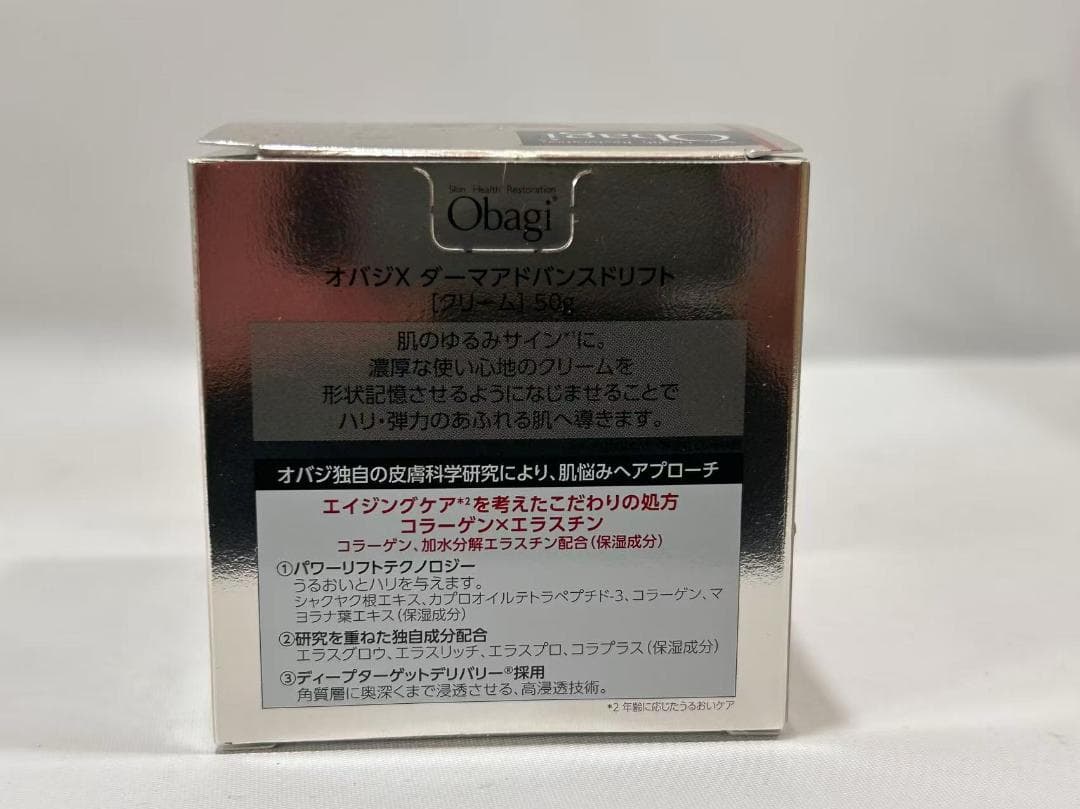 Obagi
Skin Health Restoration
Obagi®
オバジX ダーマアドバンスドリフト
[クリーム] 50g
肌のゆるみサイン*¹に。
濃厚な使い心地のクリームを
形状記憶させるようになじませることで
ハリ・弾力のあふれる肌へ導きます。
オバジ独自の皮膚科学研究により、肌悩みへアプローチ
エイジングケア*²を考えたこだわりの処方
コラーゲン×エラスチン
コラーゲン、加水分解エラスチン配合(保湿成分)
①パワーリフトテクノロジー
うるおいとハリを与えます。
シャクヤク根エキス、カプロオイルテトラペプチド-3、コラーゲン、マ
ヨラナ葉エキス(保湿成分)
②研究を重ねた独自成分配合
エラスグロウ、エラスリッチ、エラスプロ、コラプラス(保湿成分)
③ディープターゲットデリバリー®採用
角質層に奥深くまで浸透させる、高浸透技術。
*2 年齢に応じたうるおいケア